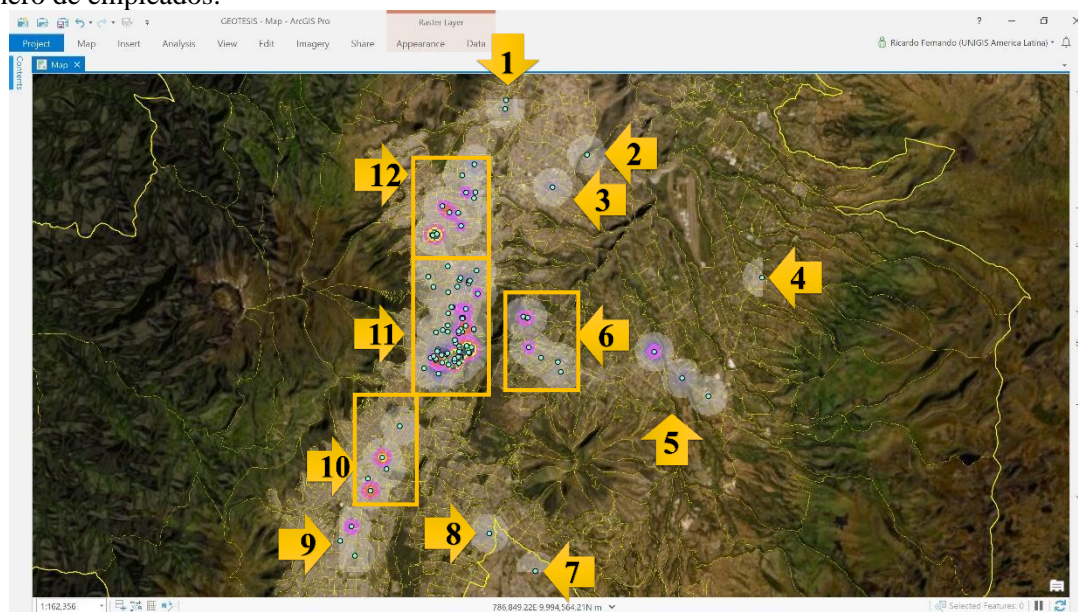 nero de empleados.
GEOTESIS - Map - ArcGIS Pro
Raster Layer
?
Project Map Insert Analysis View Edit Imagery Share Appearance Data
Ricardo Fernando (UNIGIS America Latina)
Contents
Map
1
2
12
3
4
11
6
5
10
9
8
7
1:162,356
786,849.22E 9,994,564.21N m
Selected Features: 0